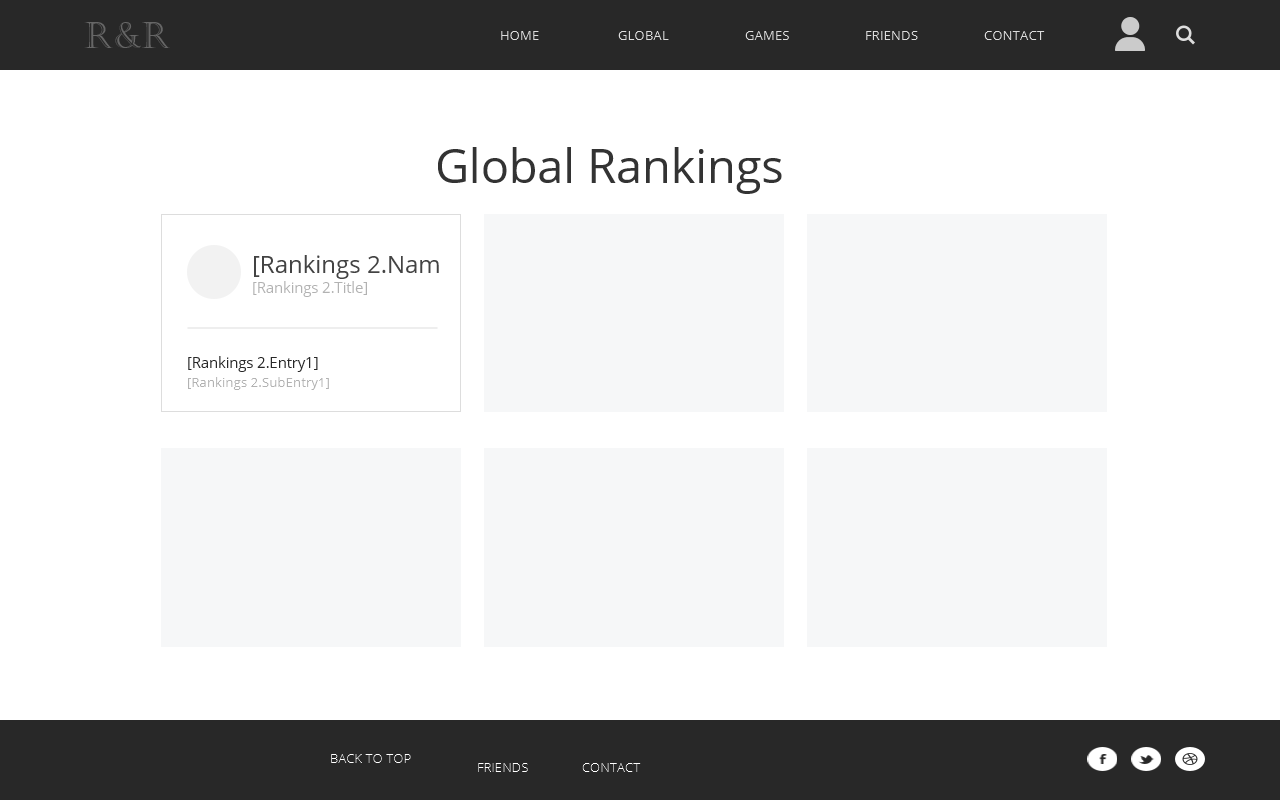 R&R
HOME GLOBAL GAMES FRIENDS CONTACT
Global Rankings
[Rankings 2.Nam
[Rankings 2.Title]
[Rankings 2.Entry1]
[Rankings 2.SubEntry1]
BACK TO TOP FRIENDS CONTACT